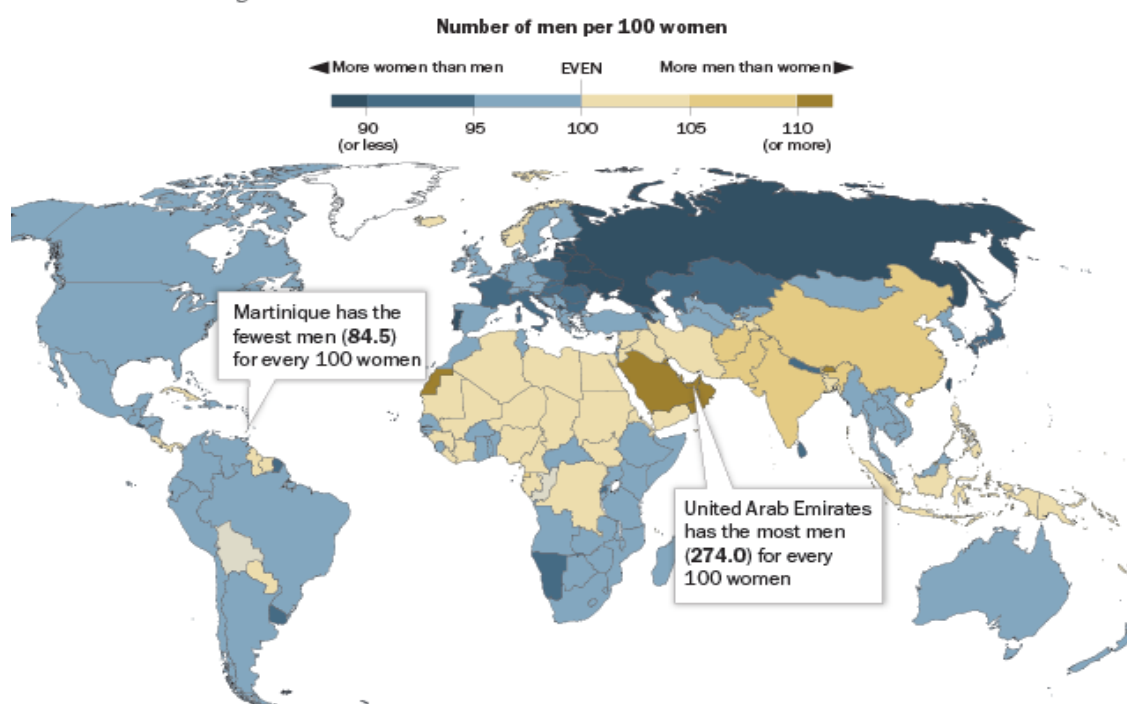 Number of men per 100 women
More women than men EVEN More men than women
90 95 100 105 110
(or less) (or more)
Martinique has the
fewest men (84.5)
for every 100 women
United Arab Emirates
has the most men
(274.0) for every
100 women